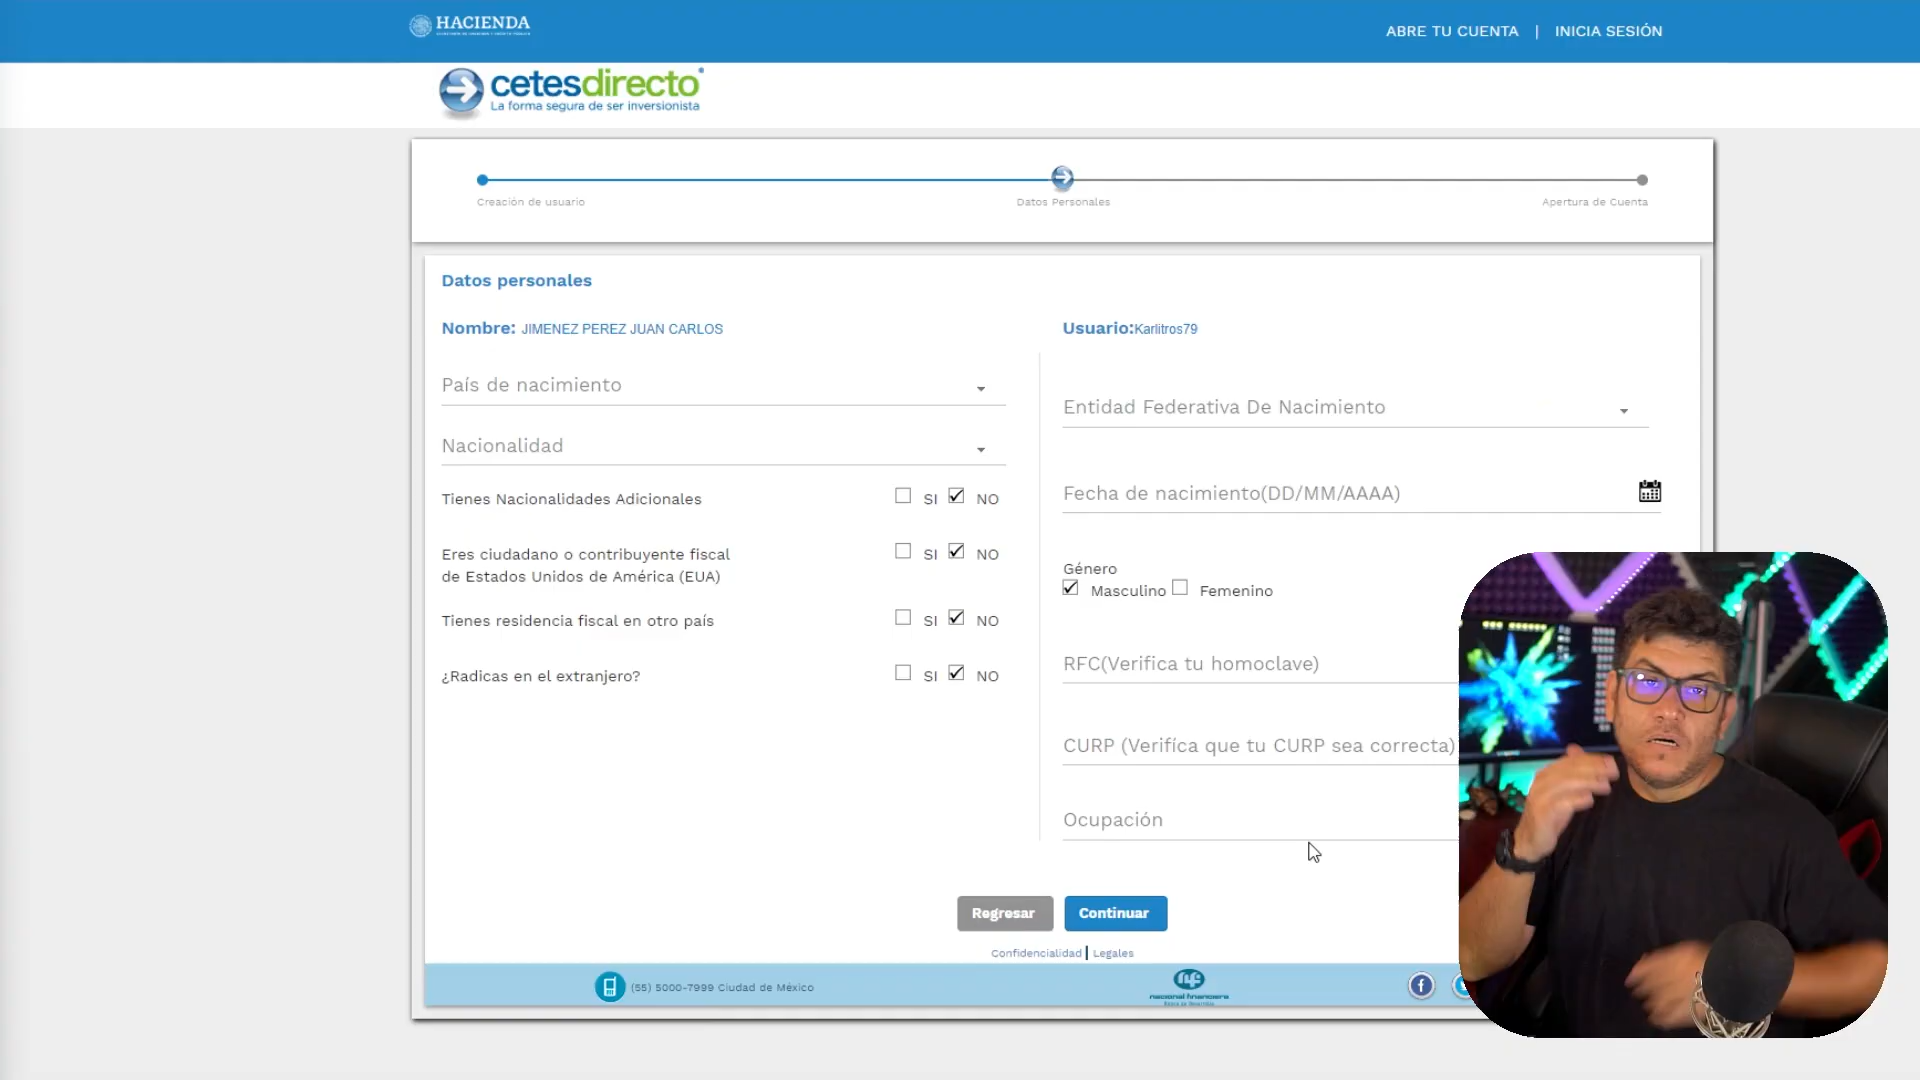 HACIENDA
ABRE TU CUENTA | INICIA SESIÓN
cetesdirecto
La forma segura de ser inversionista
Creación de usuario
Datos Personales
Apertura de Cuenta
Datos personales
Nombre: JIMENEZ PEREZ JUAN CARLOS
Usuario:Karlitros79
País de nacimiento
Entidad Federativa De Nacimiento
Nacionalidad
Tienes Nacionalidades Adicionales SI NO
Fecha de nacimiento(DD/MM/AAAA)
Eres ciudadano o contribuyente fiscal
de Estados Unidos de América (EUA) SI NO
Género
Masculino Femenino
Tienes residencia fiscal en otro país SI NO
RFC(Verifica tu homoclave)
¿Radicas en el extranjero? SI NO
CURP (Verifíca que tu CURP sea correcta)
Ocupación
Regresar Continuar
Confidencialidad | Legales
(55) 5000-7999 Ciudad de México
nacional financiera